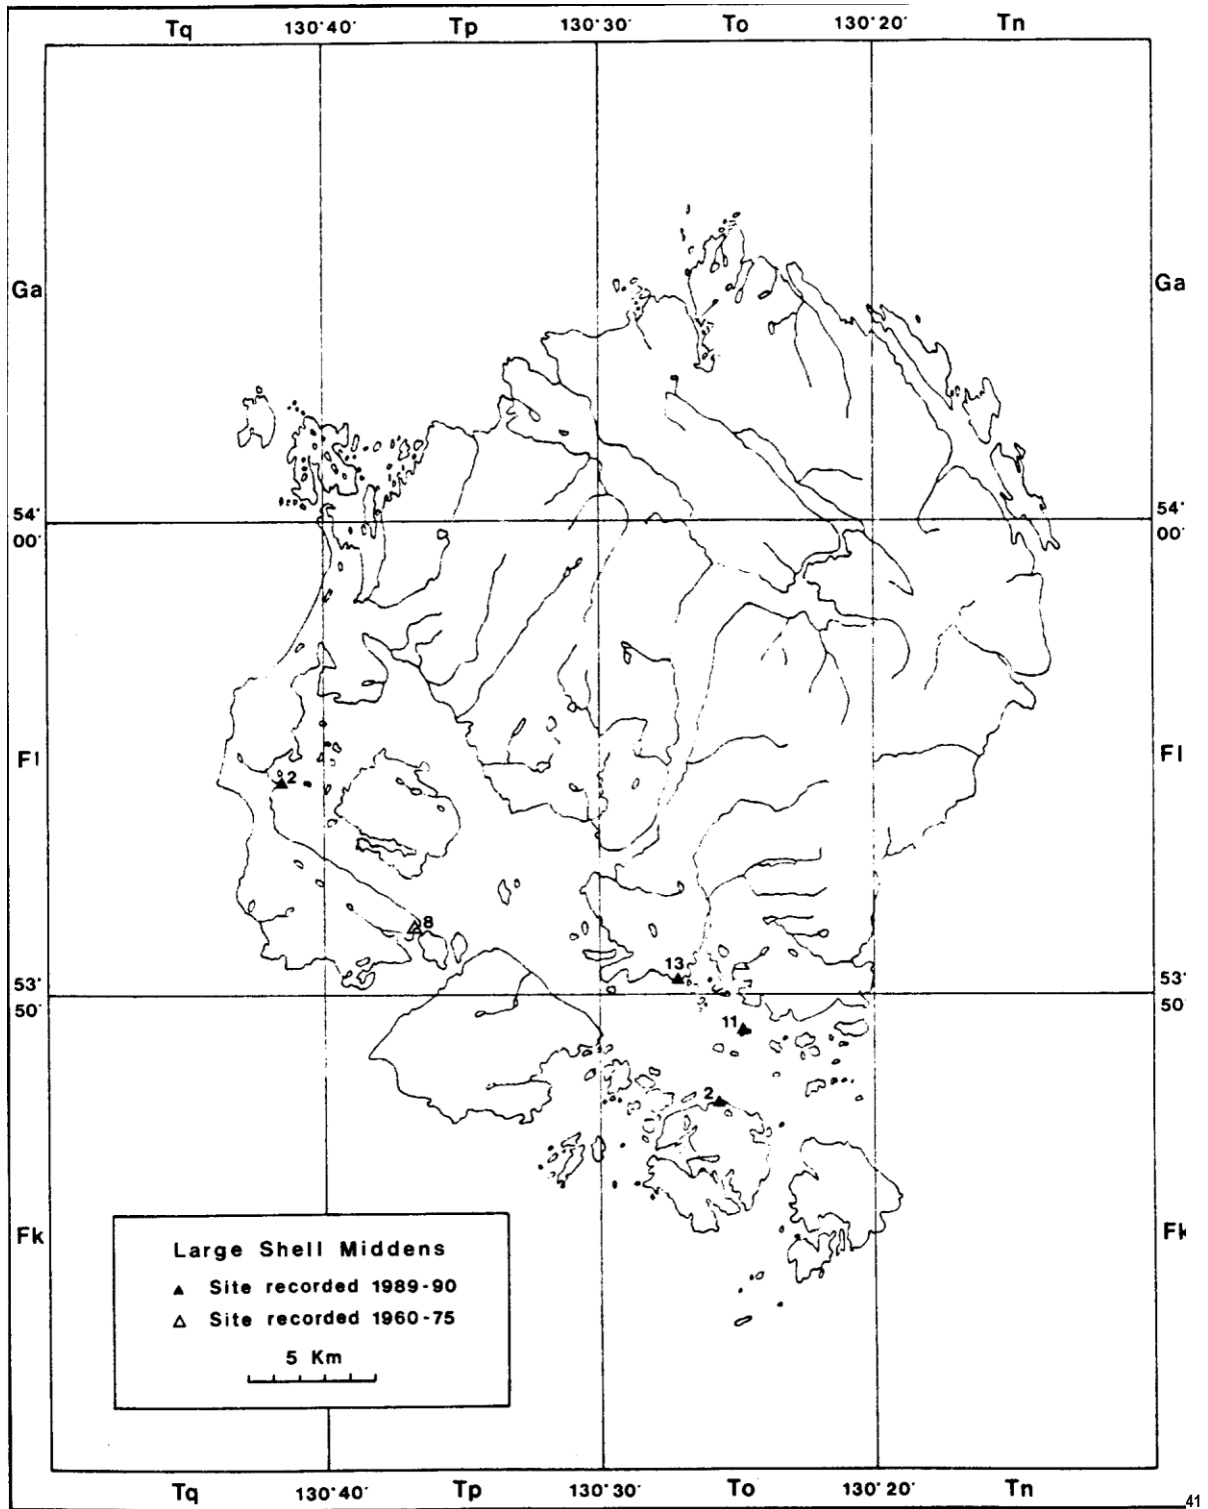 Tq 130°40' Tp 130°30' To 130°20' Tn
Ga Ga
54°
00'
54°
00'
Fl Fl
2
8
13
53°
50'
53°
50'
11
2
Fk Fk
Large Shell Middens
▲ Site recorded 1989-90
△ Site recorded 1960-75
5 Km
Tq 130°40' Tp 130°30' To 130°20' Tn
41